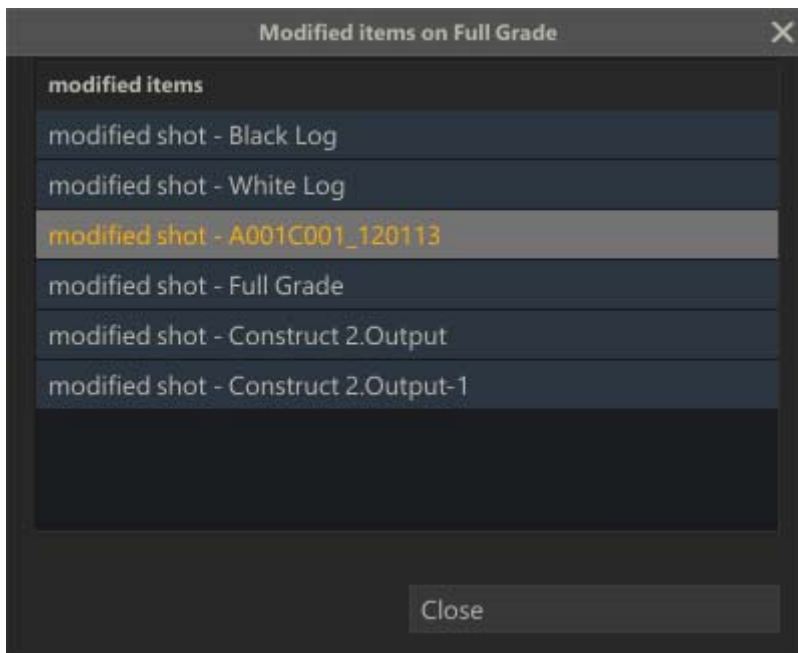 Modified items on Full Grade
modified items
modified shot - Black Log
modified shot - White Log
modified shot - A001C001_120113
modified shot - Full Grade
modified shot - Construct 2.Output
modified shot - Construct 2.Output-1
Close